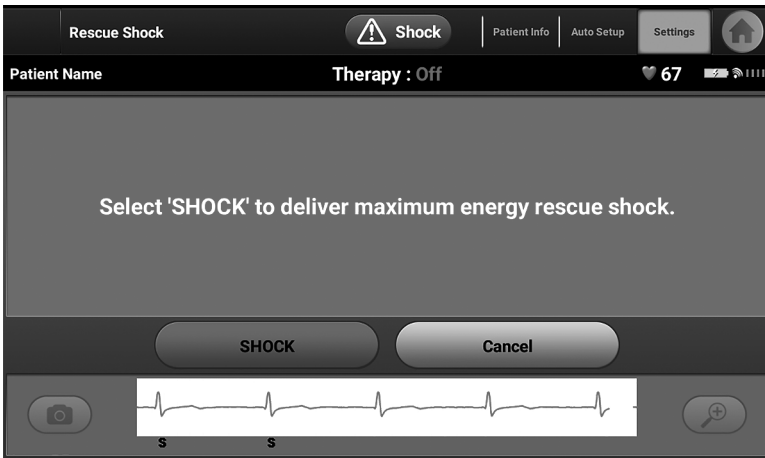 Rescue Shock
Shock
Patient Info
Auto Setup
Settings
Patient Name
Therapy : Off
67
Select 'SHOCK' to deliver maximum energy rescue shock.
SHOCK
Cancel
S
S